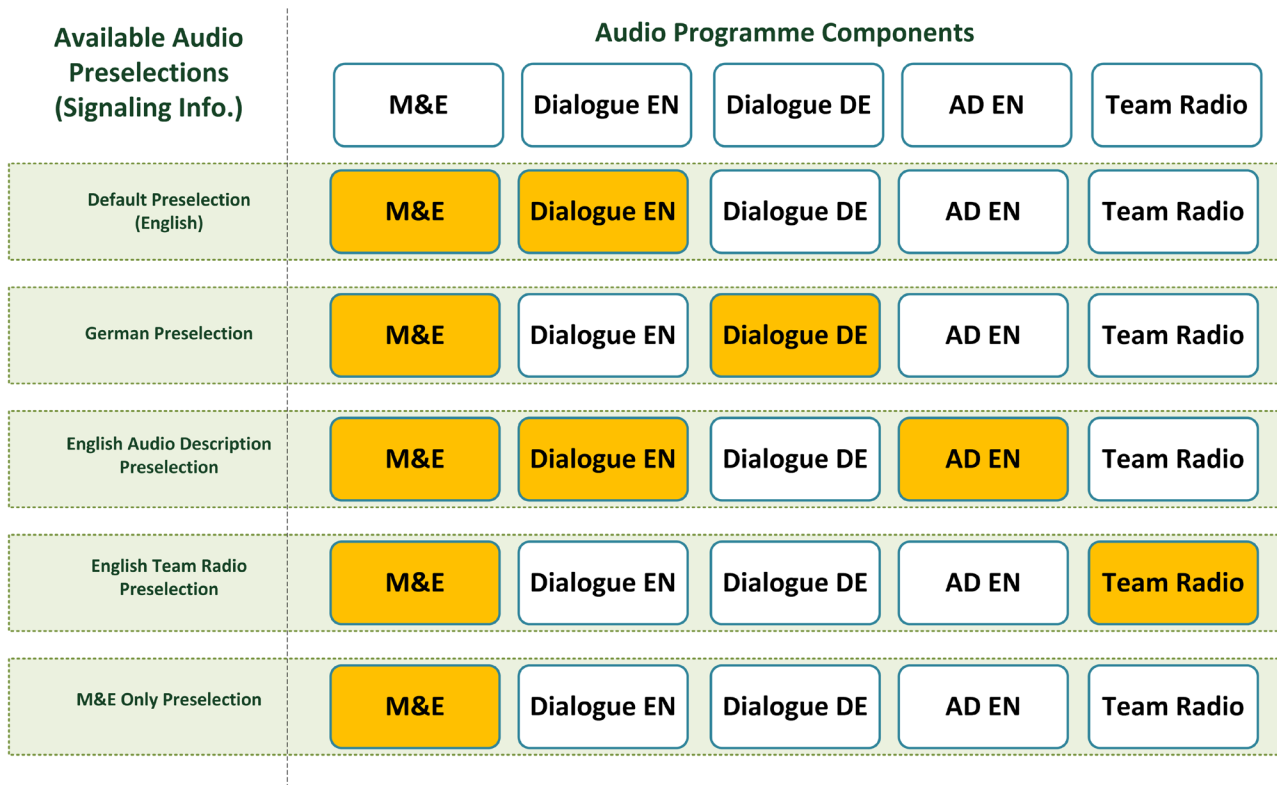 Available Audio
Preselections
(Signaling Info.)
Audio Programme Components
M&E
Dialogue EN
Dialogue DE
AD EN
Team Radio
Default Preselection
(English)
M&E
Dialogue EN
Dialogue DE
AD EN
Team Radio
German Preselection
M&E
Dialogue EN
Dialogue DE
AD EN
Team Radio
English Audio Description
Preselection
M&E
Dialogue EN
Dialogue DE
AD EN
Team Radio
English Team Radio
Preselection
M&E
Dialogue EN
Dialogue DE
AD EN
Team Radio
M&E Only Preselection
M&E
Dialogue EN
Dialogue DE
AD EN
Team Radio